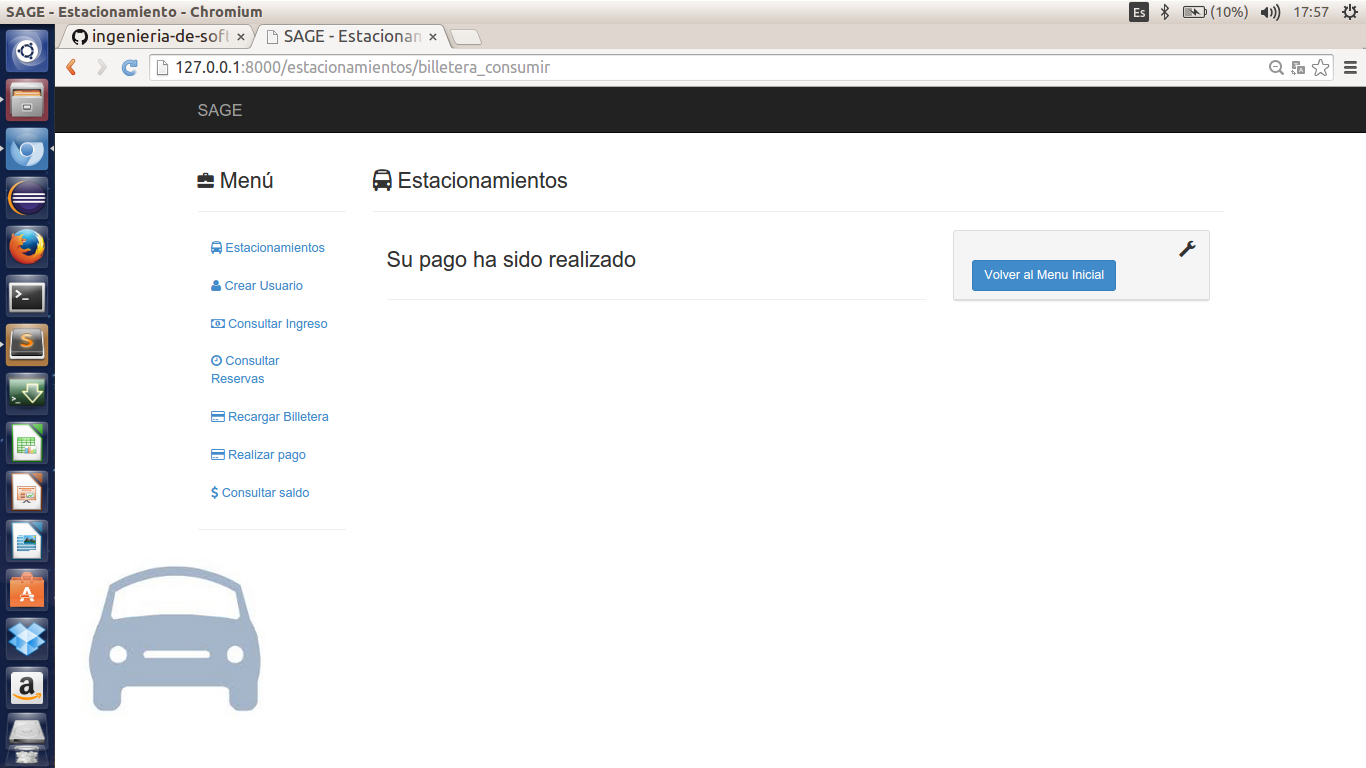 SAGE - Estacionamiento - Chromium
Es
(10%)
17:57
ingenieria-de-soft
SAGE - Estacionan
127.0.0.1:8000/estacionamientos/billetera_consumir
SAGE
Menú
Estacionamientos
Crear Usuario
Consultar Ingreso
Consultar
Reservas
Recargar Billetera
Realizar pago
Consultar saldo
Estacionamientos
Su pago ha sido realizado
Volver al Menu Inicial